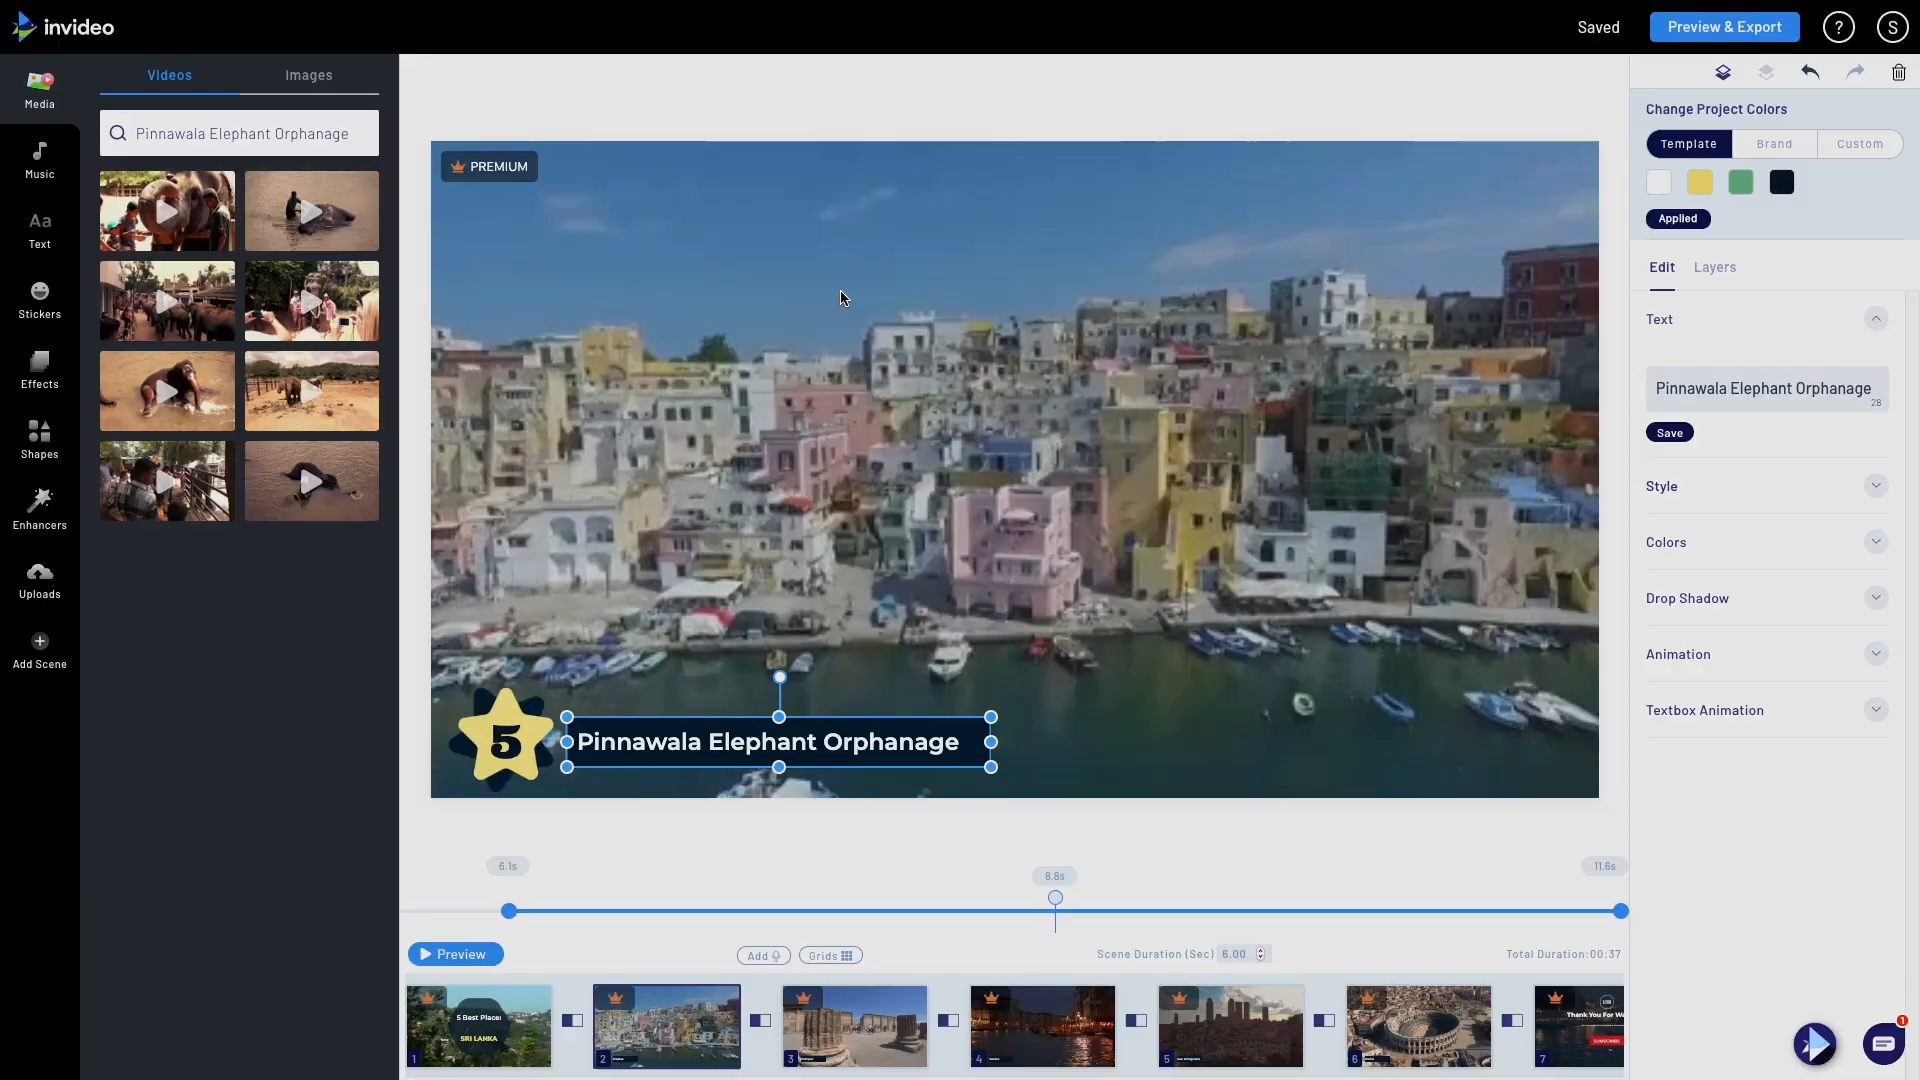 invideo
Saved
Preview & Export
?
S
Media
Music
Aa
Text
Stickers
Effects
Shapes
Enhancers
Uploads
Add Scene
Videos
Images
Pinnawala Elephant Orphanage
PREMIUM
5
Pinnawala Elephant Orphanage
6.1s
8.8s
11.6s
Preview
Add
Grids
Scene Duration (Sec) 6.00
Total Duration:00:37
5 Best Places
SRI LANKA
1
2
3
4
5
6
Thank You For Wa
SUBSCRIBE
7
Change Project Colors
Template
Brand
Custom
Applied
Edit
Layers
Text
Pinnawala Elephant Orphanage
28
Save
Style
Colors
Drop Shadow
Animation
Textbox Animation
1